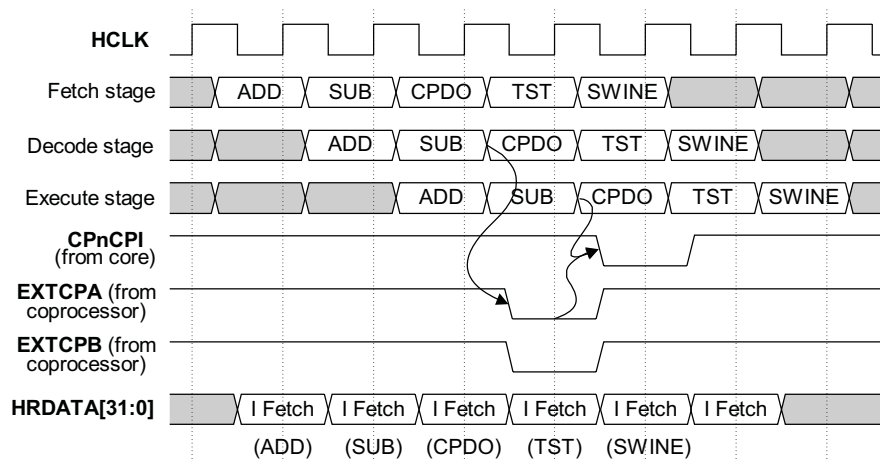 HCLK
Fetch stage ADD SUB CPDO TST SWINE
Decode stage ADD SUB CPDO TST SWINE
Execute stage ADD SUB CPDO TST SWINE
CPnCPI
(from core)
EXTCPA (from
coprocessor)
EXTCPB (from
coprocessor)
HRDATA[31:0] I Fetch I Fetch I Fetch I Fetch I Fetch I Fetch
(ADD) (SUB) (CPDO) (TST) (SWINE)